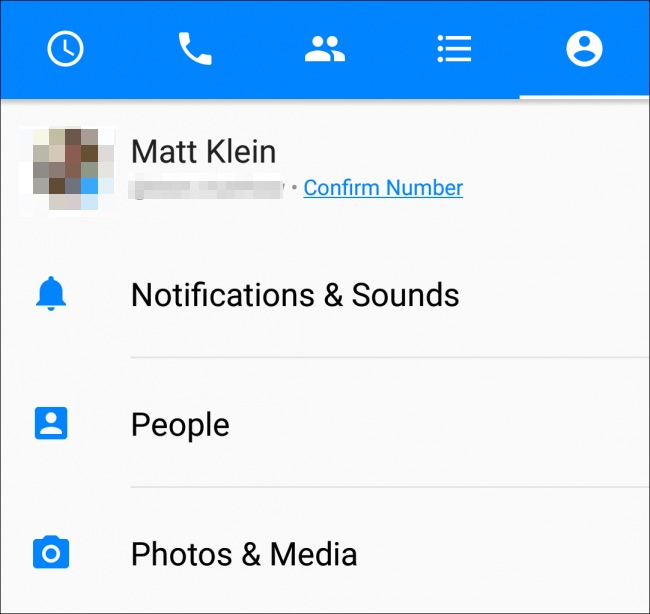 Matt Klein
• Confirm Number
Notifications & Sounds
People
Photos & Media